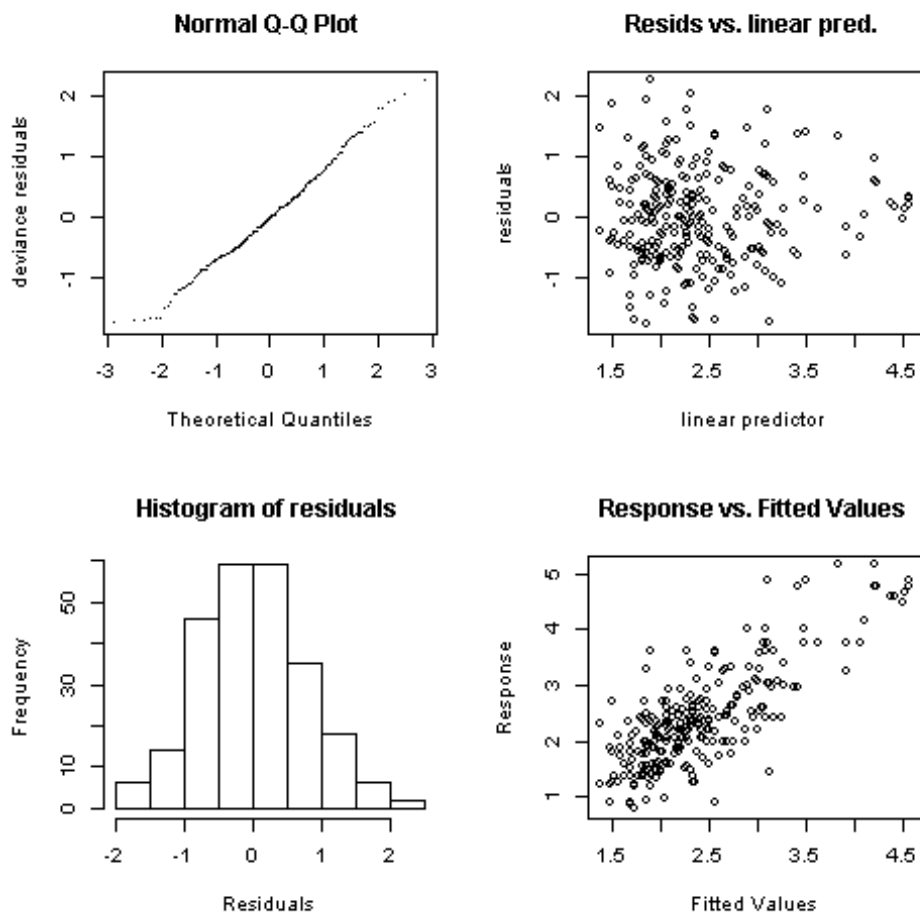 Normal Q-Q Plot
deviance residuals
2
1
0
-1
-3 -2 -1 0 1 2 3
Theoretical Quantiles
Resids vs. linear pred.
residuals
2
1
0
-1
1.5 2.5 3.5 4.5
linear predictor
Histogram of residuals
Frequency
50
30
10
0
-2 -1 0 1 2
Residuals
Response vs. Fitted Values
Response
5
4
3
2
1
1.5 2.5 3.5 4.5
Fitted Values